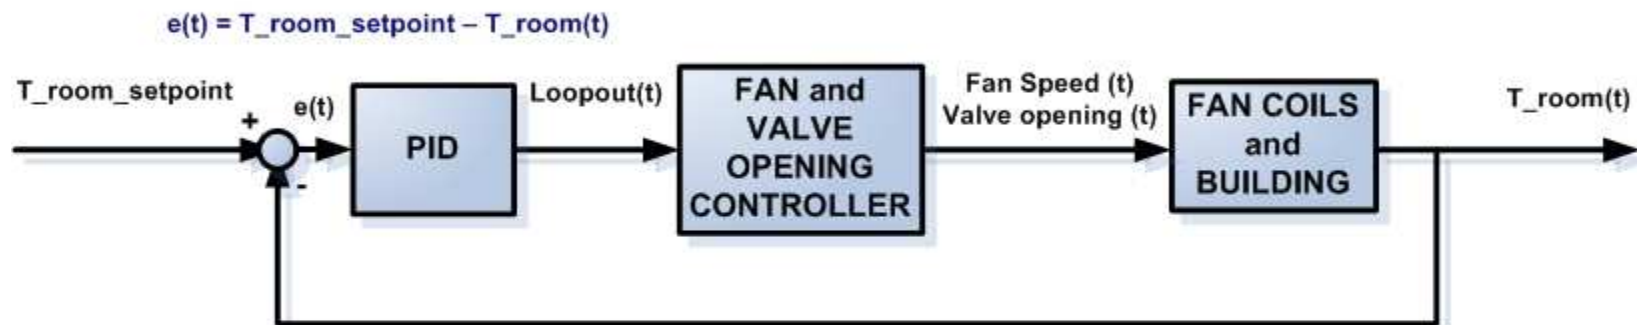 e(t) = T_room_setpoint – T_room(t)
T_room_setpoint
+
e(t)
-
PID
Loopout(t)
FAN and
VALVE
OPENING
CONTROLLER
Fan Speed (t)
Valve opening (t)
FAN COILS
and
BUILDING
T_room(t)